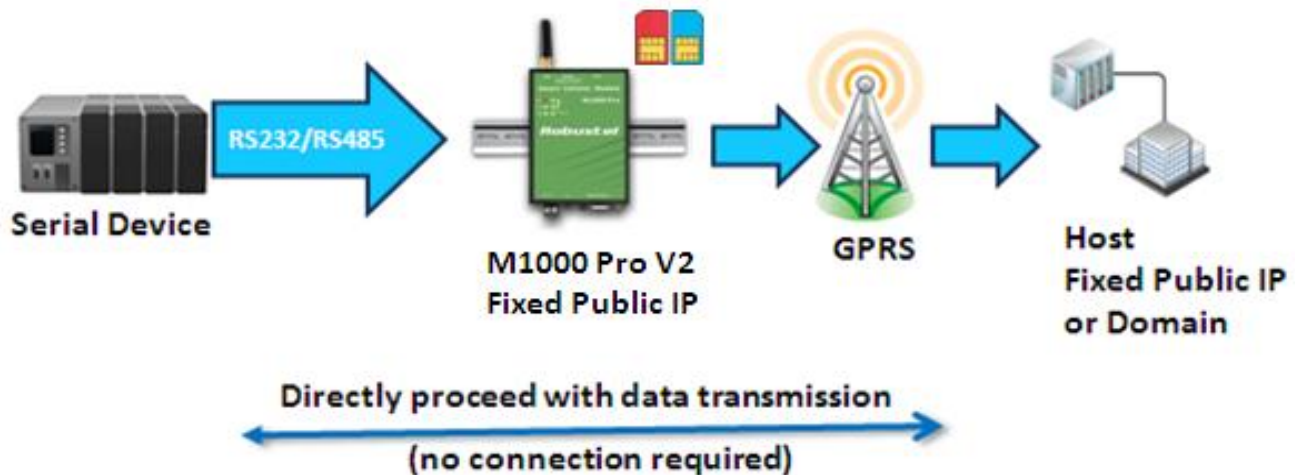 RS232/RS485
Robustel
Serial Device
M1000 Pro V2
Fixed Public IP
GPRS
Host
Fixed Public IP
or Domain
Directly proceed with data transmission
(no connection required)